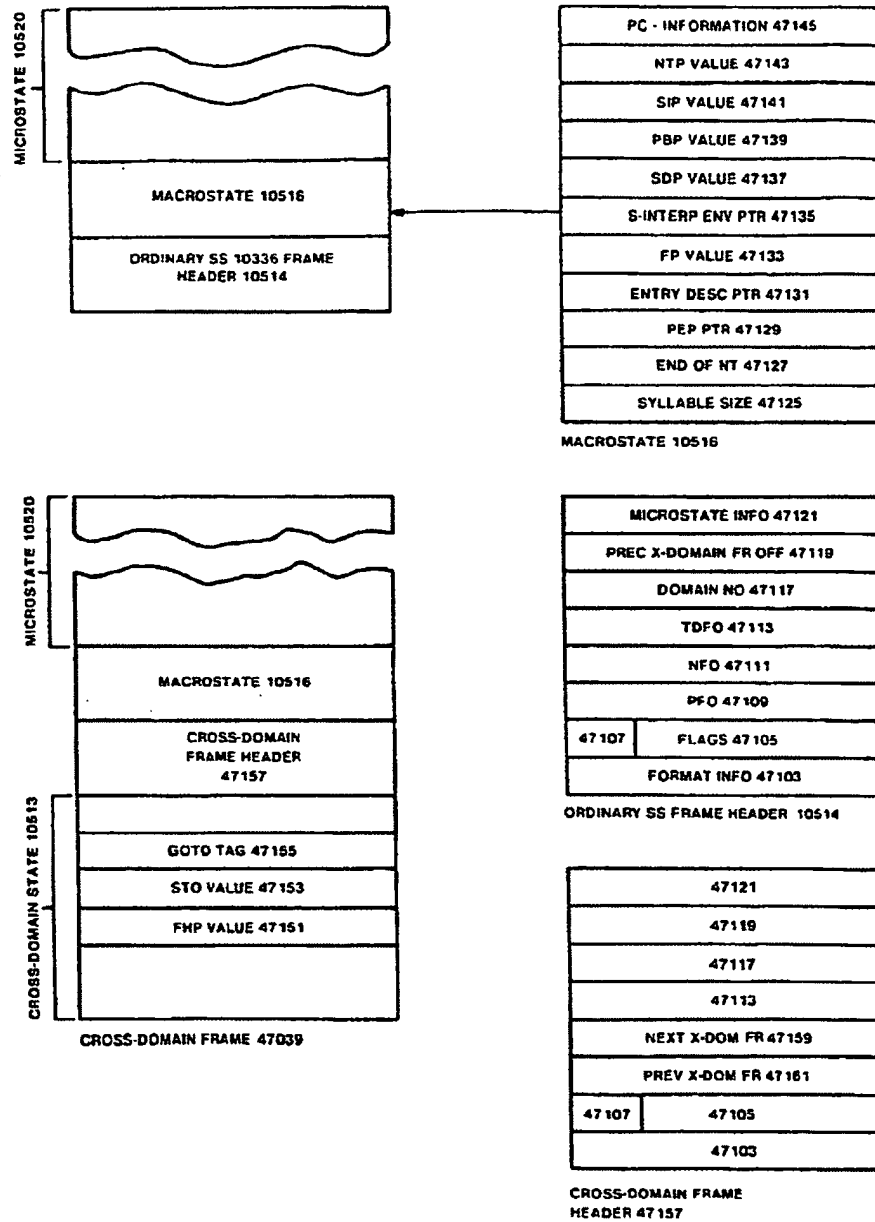 MICROSTATE 10520
MACROSTATE 10516
ORDINARY SS 10336 FRAME
HEADER 10514
PC - INFORMATION 47145
NTP VALUE 47143
SIP VALUE 47141
PBP VALUE 47139
SDP VALUE 47137
S-INTERP ENV PTR 47135
FP VALUE 47133
ENTRY DESC PTR 47131
PEP PTR 47129
END OF NT 47127
SYLLABLE SIZE 47125
MACROSTATE 10516
MICROSTATE 10520
MACROSTATE 10516
CROSS-DOMAIN
FRAME HEADER
47157
CROSS-DOMAIN STATE 10513
GOTO TAG 47155
STO VALUE 47153
FHP VALUE 47151
CROSS-DOMAIN FRAME 47039
MICROSTATE INFO 47121
PREC X-DOMAIN FR OFF 47119
DOMAIN NO 47117
TDFO 47113
NFO 47111
PFO 47109
47107
FLAGS 47105
FORMAT INFO 47103
ORDINARY SS FRAME HEADER 10514
47121
47119
47117
47113
NEXT X-DOM FR 47159
PREV X-DOM FR 47161
47107
47105
47103
CROSS-DOMAIN FRAME
HEADER 47157